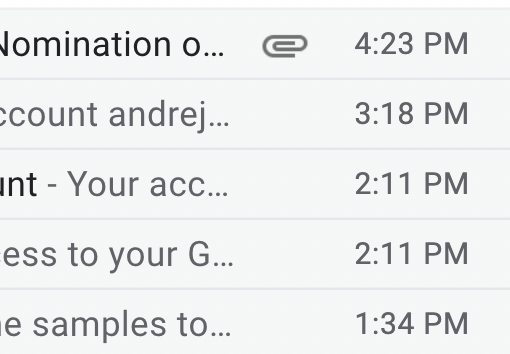 Nomination o… 4:23 PM
ccount andrej… 3:18 PM
unt - Your acc… 2:11 PM
cess to your G… 2:11 PM
e samples to… 1:34 PM